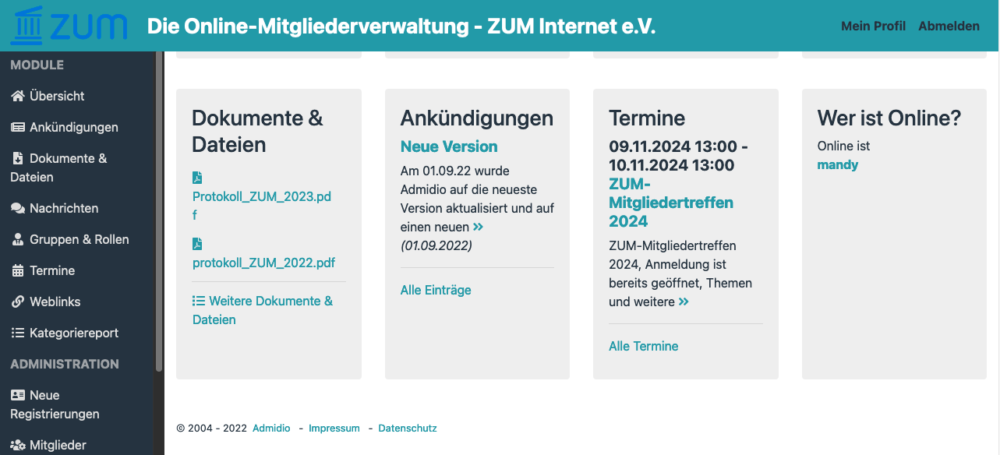 ZUM
Die Online-Mitgliederverwaltung - ZUM Internet e.V.
Mein Profil
Abmelden
MODULE
Übersicht
Ankündigungen
Dokumente &
Dateien
Nachrichten
Gruppen & Rollen
Termine
Weblinks
Kategoriereport
ADMINISTRATION
Neue
Registrierungen
Mitglieder
Dokumente &
Dateien
Protokoll_ZUM_2023.pd
f
protokoll_ZUM_2022.pdf
Weitere Dokumente &
Dateien
Ankündigungen
Neue Version
Am 01.09.22 wurde
Admidio auf die neueste
Version aktualisiert und auf
einen neuen »
(01.09.2022)
Alle Einträge
Termine
09.11.2024 13:00 -
10.11.2024 13:00
ZUM-
Mitgliedertreffen
2024
ZUM-Mitgliedertreffen
2024, Anmeldung ist
bereits geöffnet, Themen
und weitere »
Alle Termine
Wer ist Online?
Online ist
mandy
© 2004 - 2022 Admidio - Impressum - Datenschutz